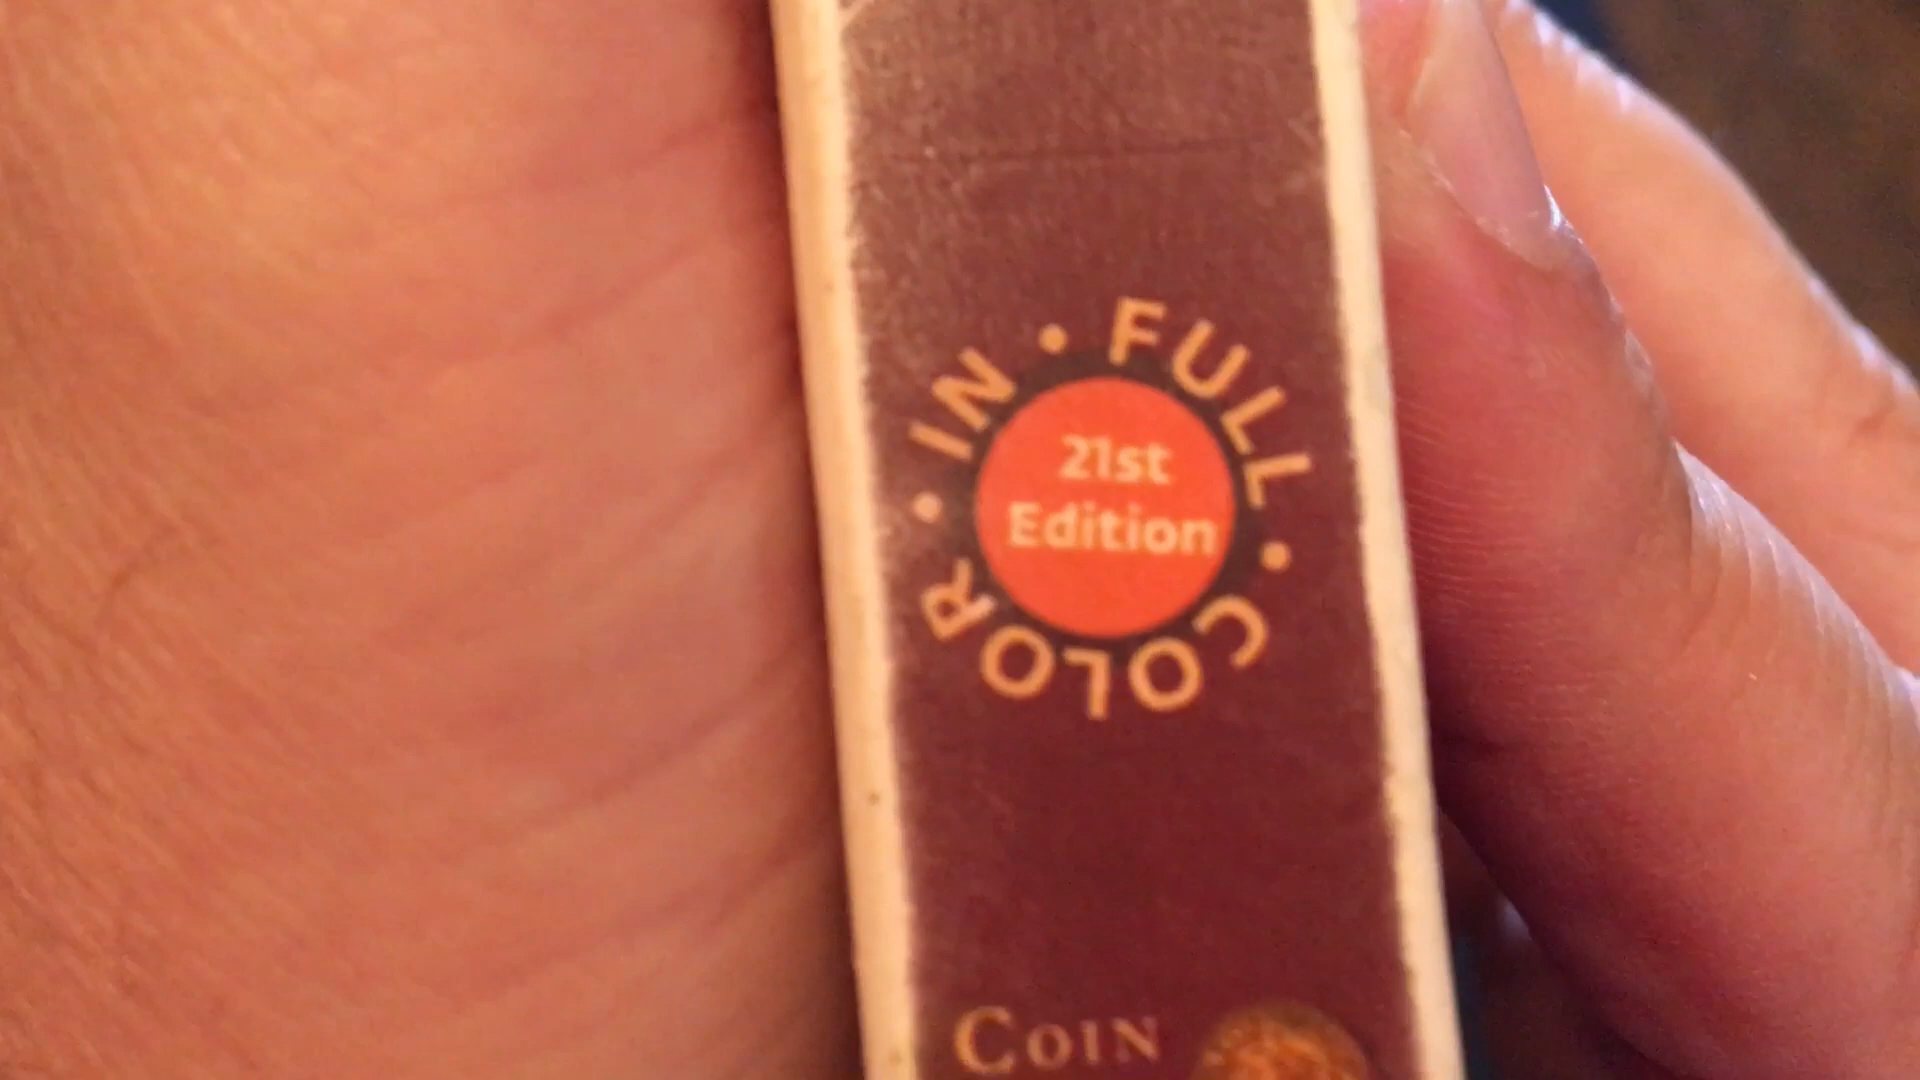 IN • FULL • COLOR •
21st
Edition
COIN